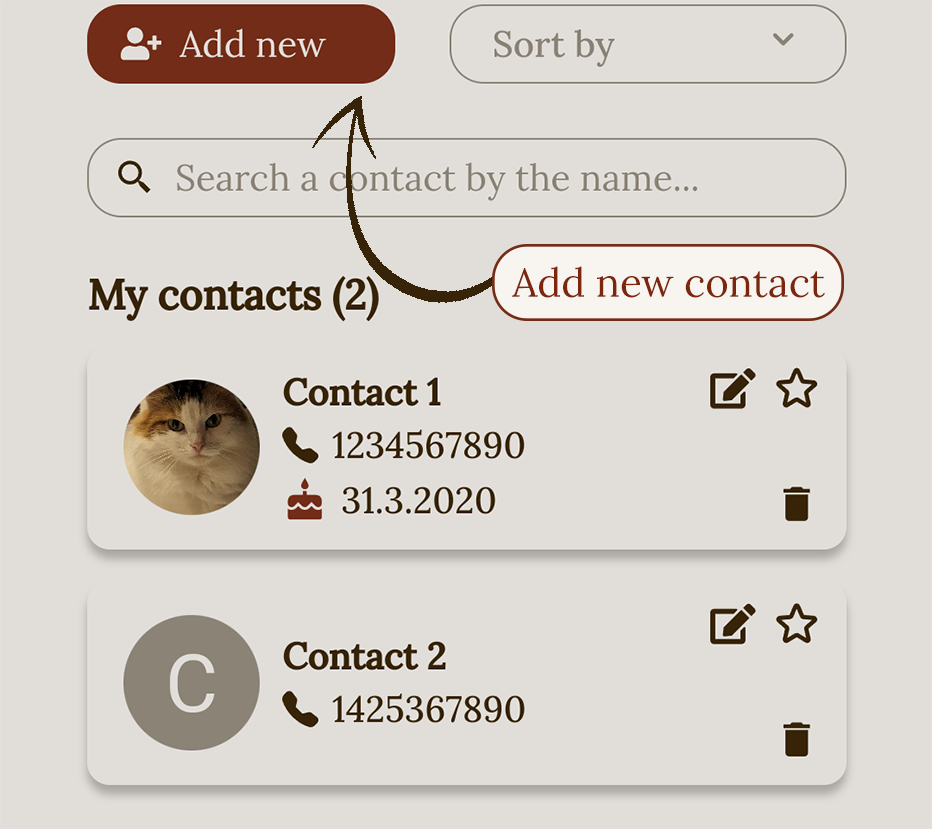 Add new
Sort by
Search a contact by the name...
Add new contact
My contacts (2)
Contact 1
1234567890
31.3.2020
C
Contact 2
1425367890